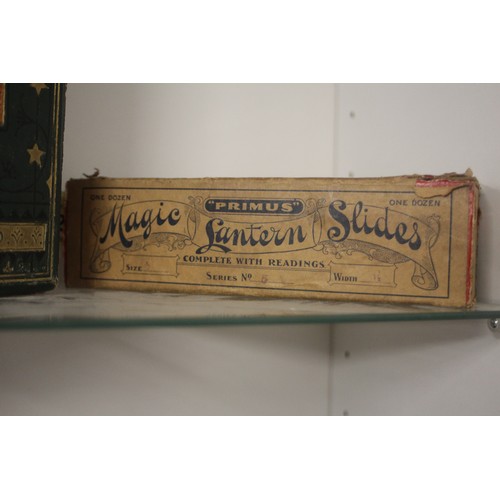 ONE DOZEN "PRIMUS" ONE DOZEN
Magic Lantern Slides
COMPLETE WITH READINGS
SIZE SERIES No WIDTH